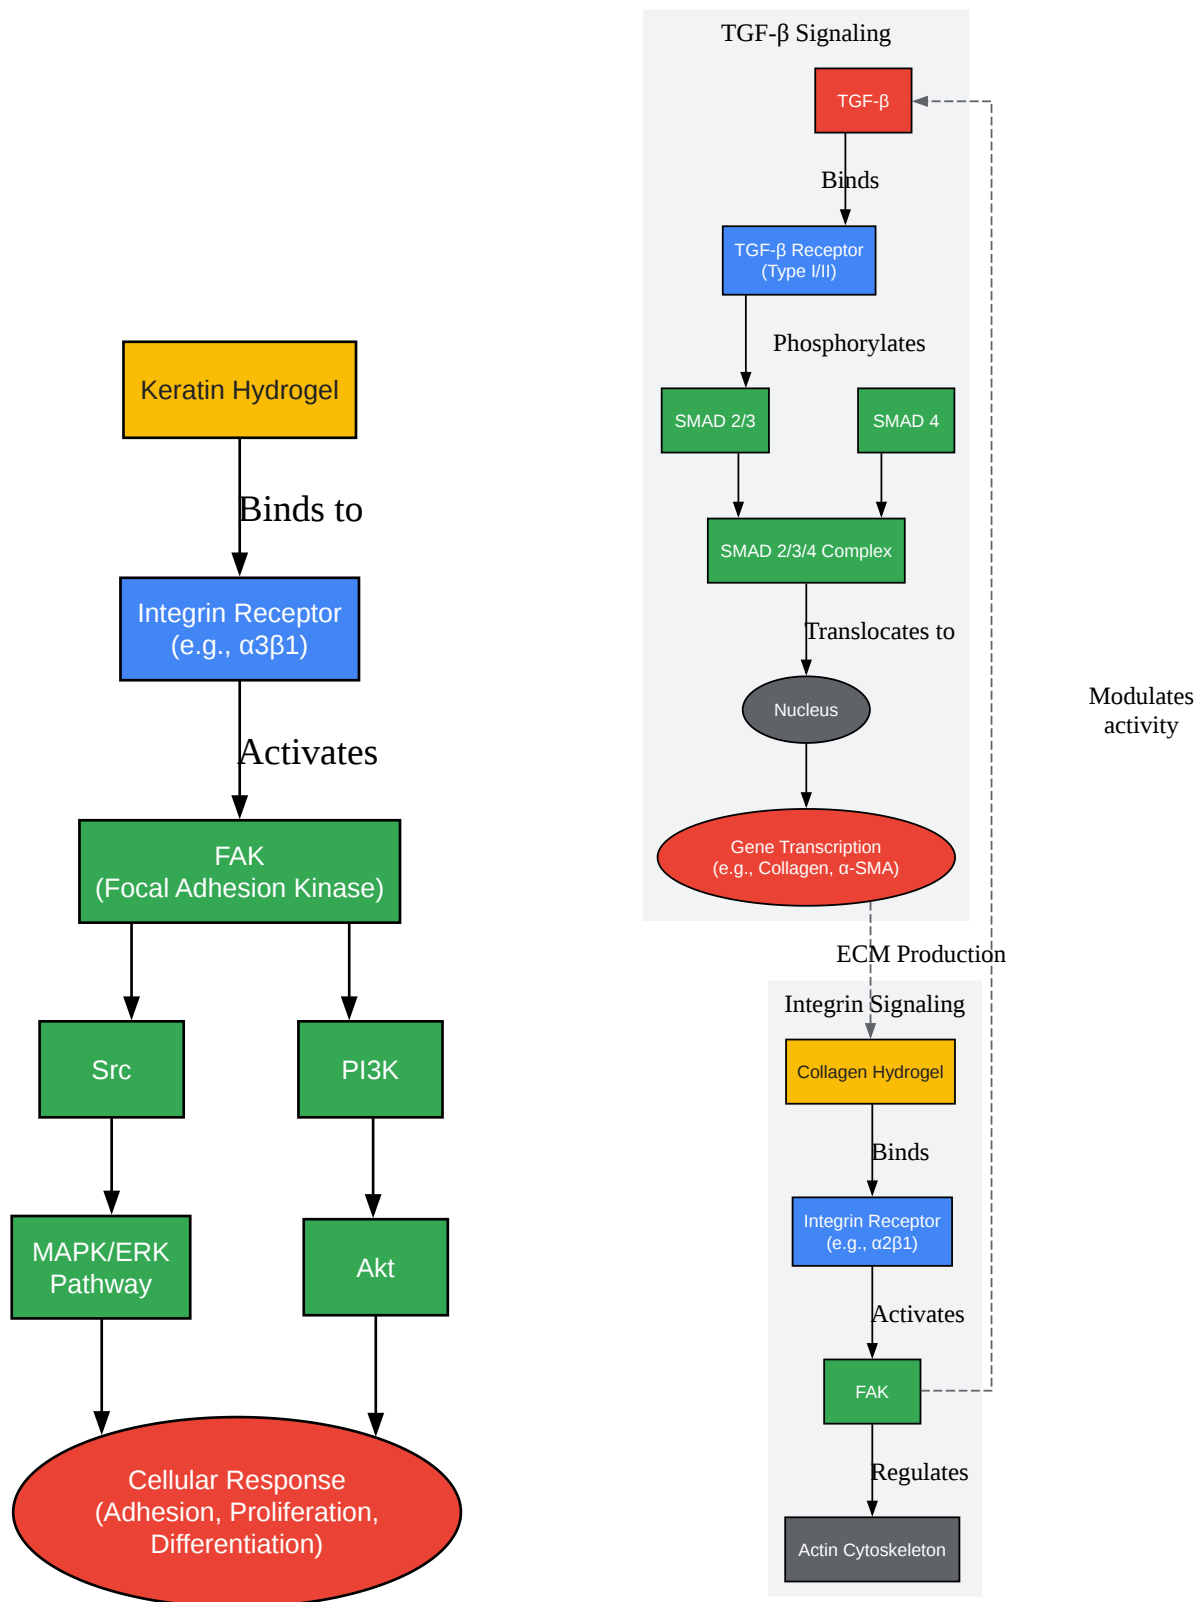 Keratin Hydrogel
Binds to
Integrin Receptor
(e.g., α3β1)
Activates
FAK
(Focal Adhesion Kinase)
Src
PI3K
MAPK/ERK
Pathway
Akt
Cellular Response
(Adhesion, Proliferation,
Differentiation)
TGF-β Signaling
TGF-β
Binds
TGF-β Receptor
(Type I/II)
Phosphorylates
SMAD 2/3
SMAD 4
SMAD 2/3/4 Complex
Translocates to
Nucleus
Gene Transcription
(e.g., Collagen, α-SMA)
ECM Production
Integrin Signaling
Collagen Hydrogel
Binds
Integrin Receptor
(e.g., α2β1)
Activates
FAK
Regulates
Actin Cytoskeleton
Modulates
activity